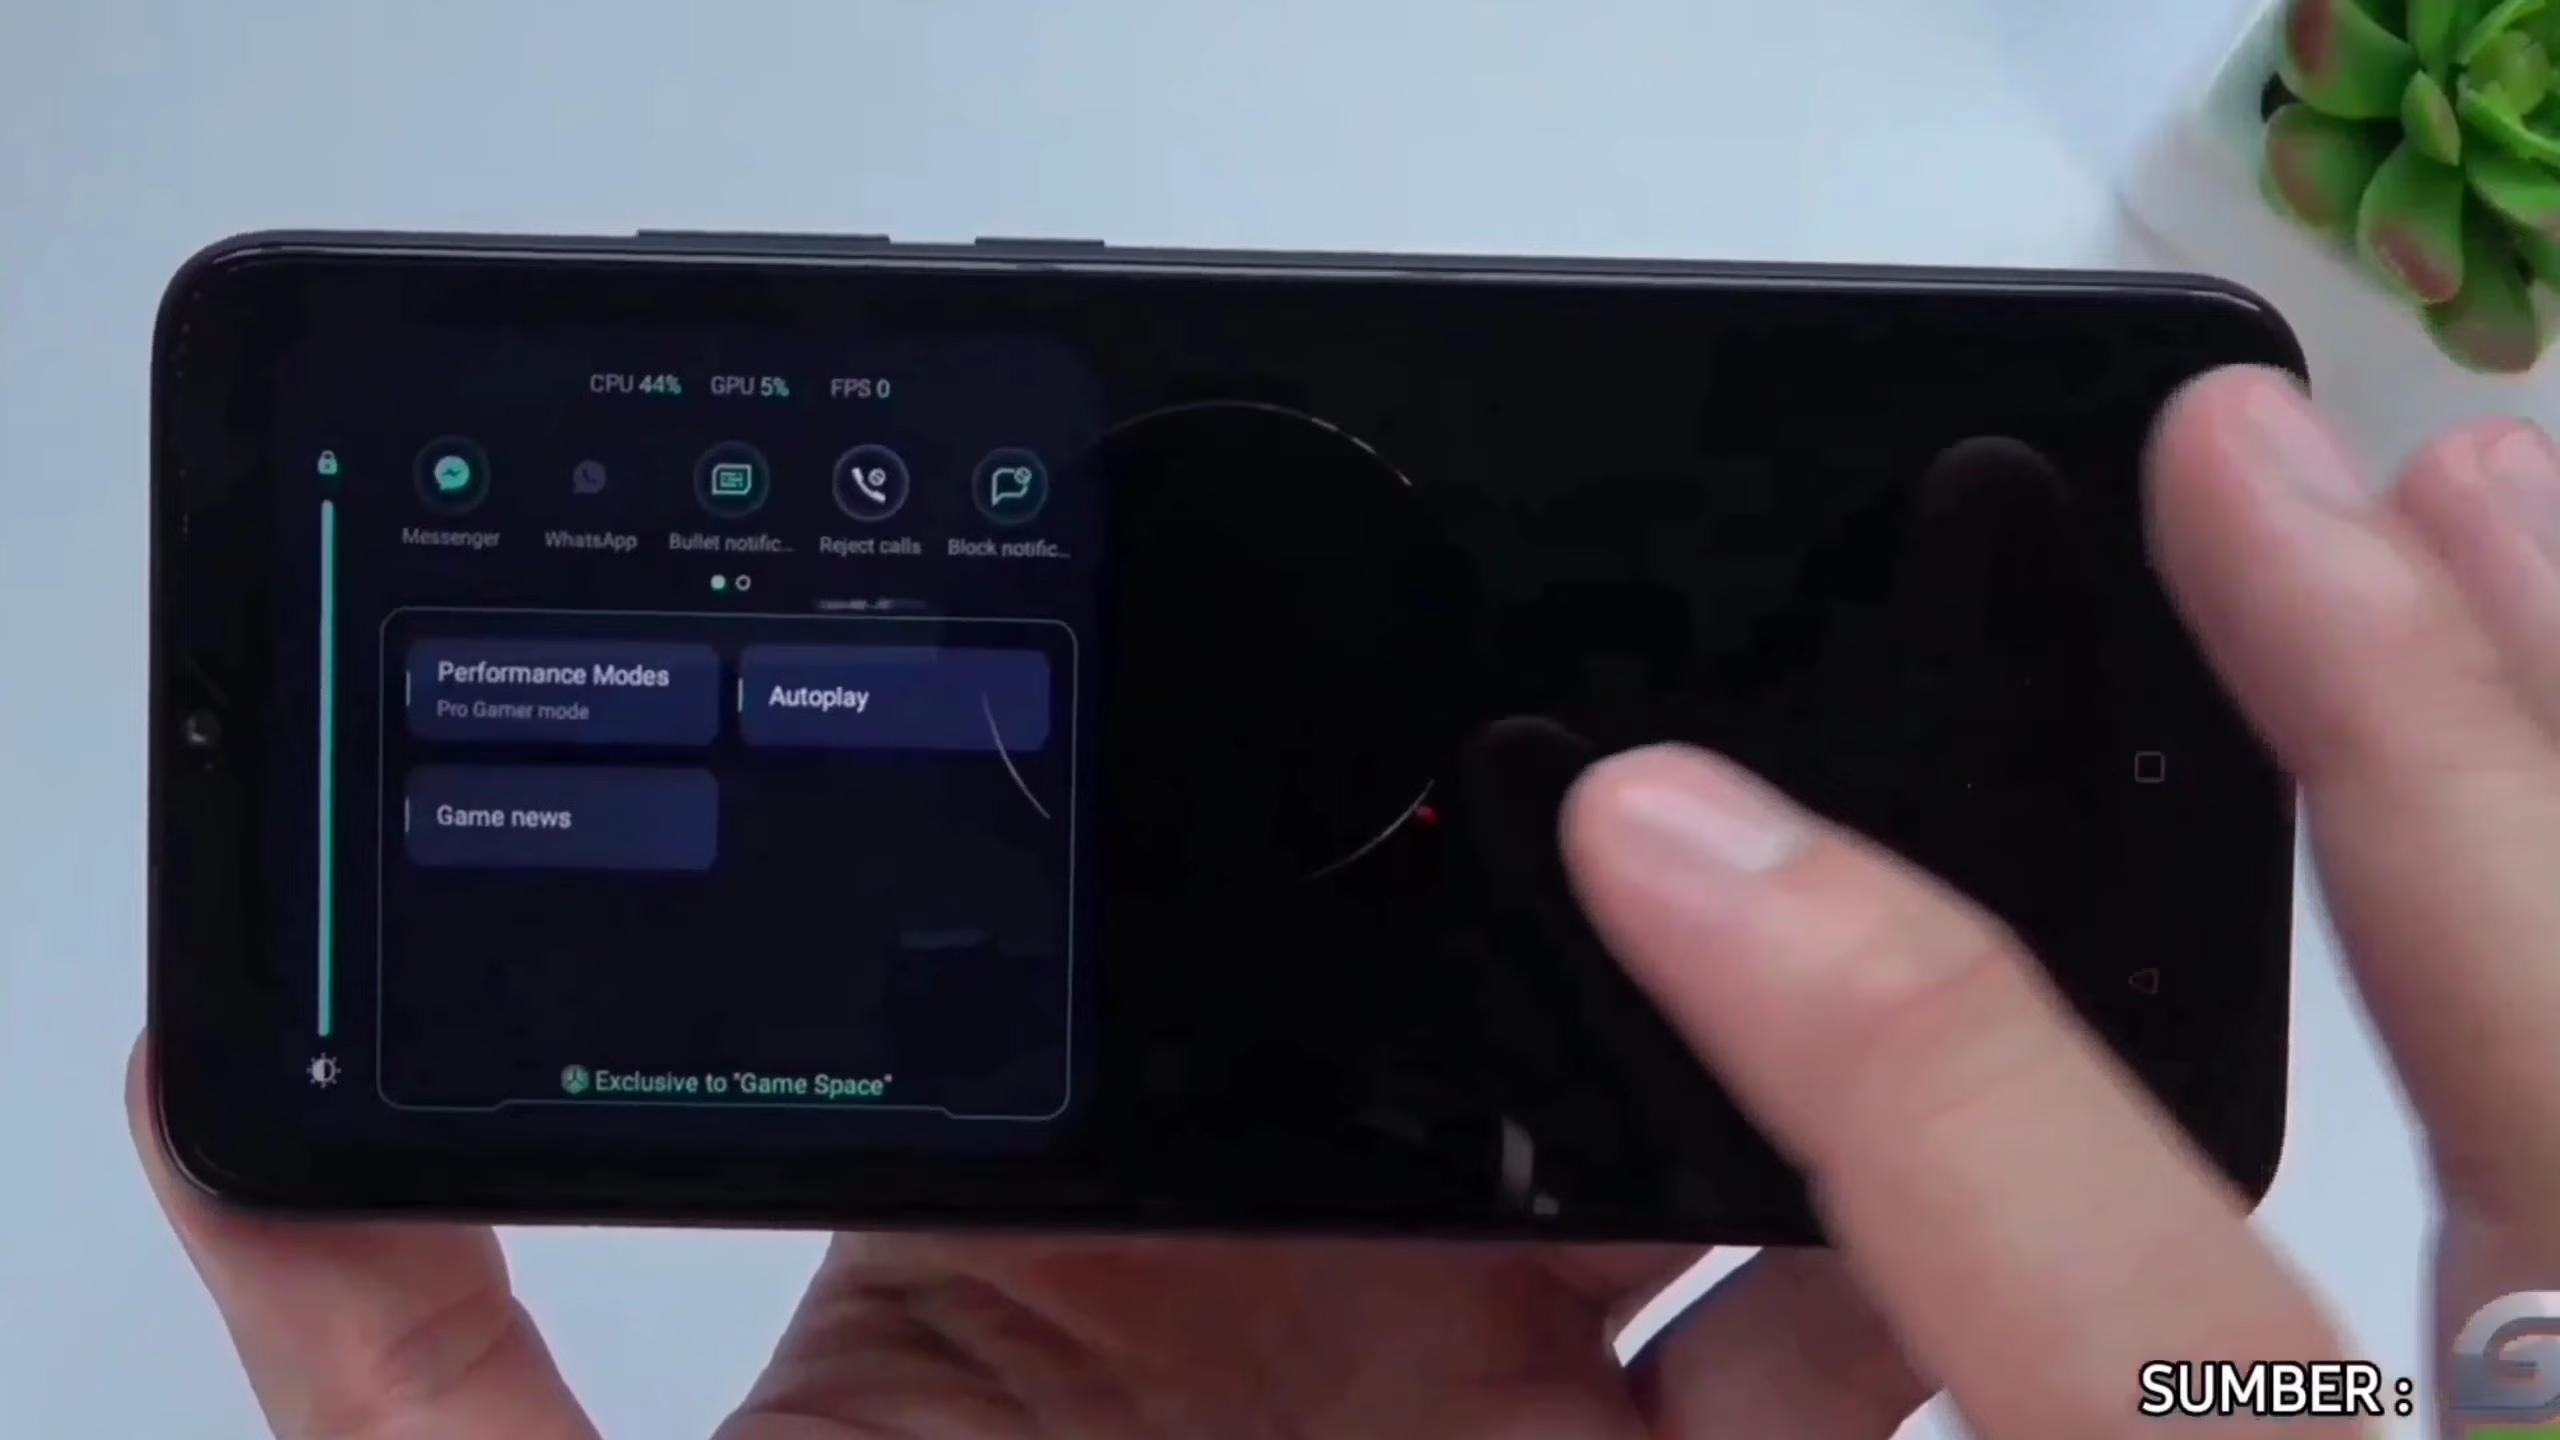 CPU 44% GPU 5% FPS 0
Messenger WhatsApp Bullet notific... Reject calls Block notific...
Performance Modes
Pro Gamer mode
Autoplay
Game news
Exclusive to "Game Space"
SUMBER :